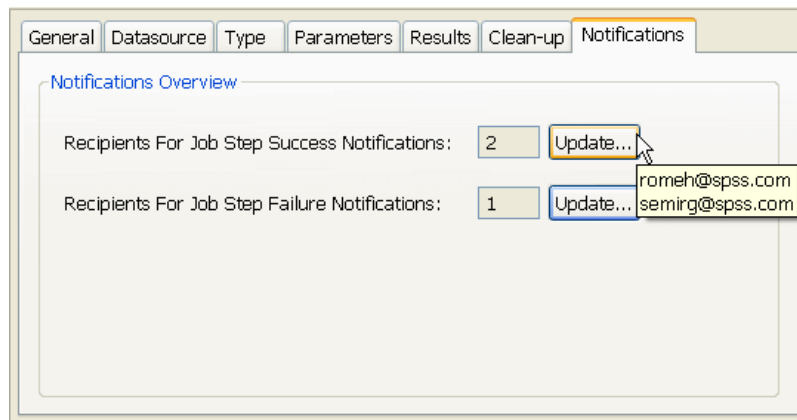 General Datasource Type Parameters Results Clean-up Notifications
Notifications Overview
Recipients For Job Step Success Notifications: 2 Update...
romeh@spss.com
Recipients For Job Step Failure Notifications: 1 Update... semirg@spss.com